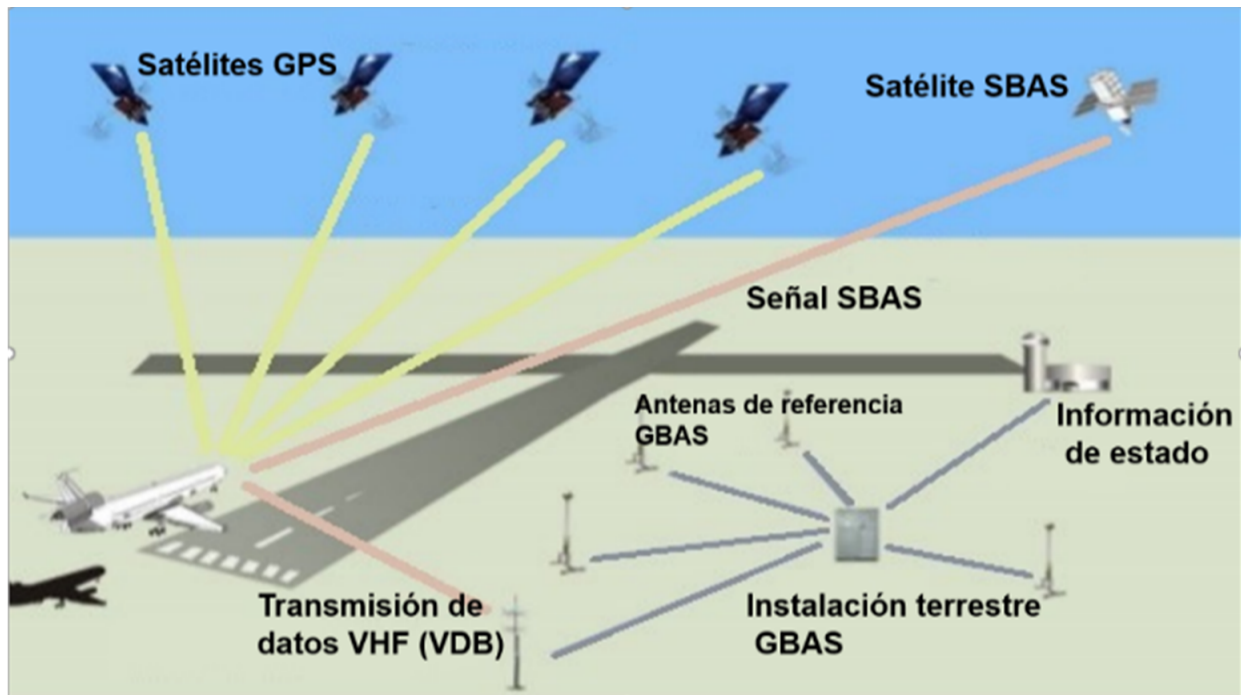 Satélites GPS
Satélite SBAS
Señal SBAS
Antenas de referencia
GBAS
Información
de estado
Transmisión de
datos VHF (VDB)
Instalación terrestre
GBAS